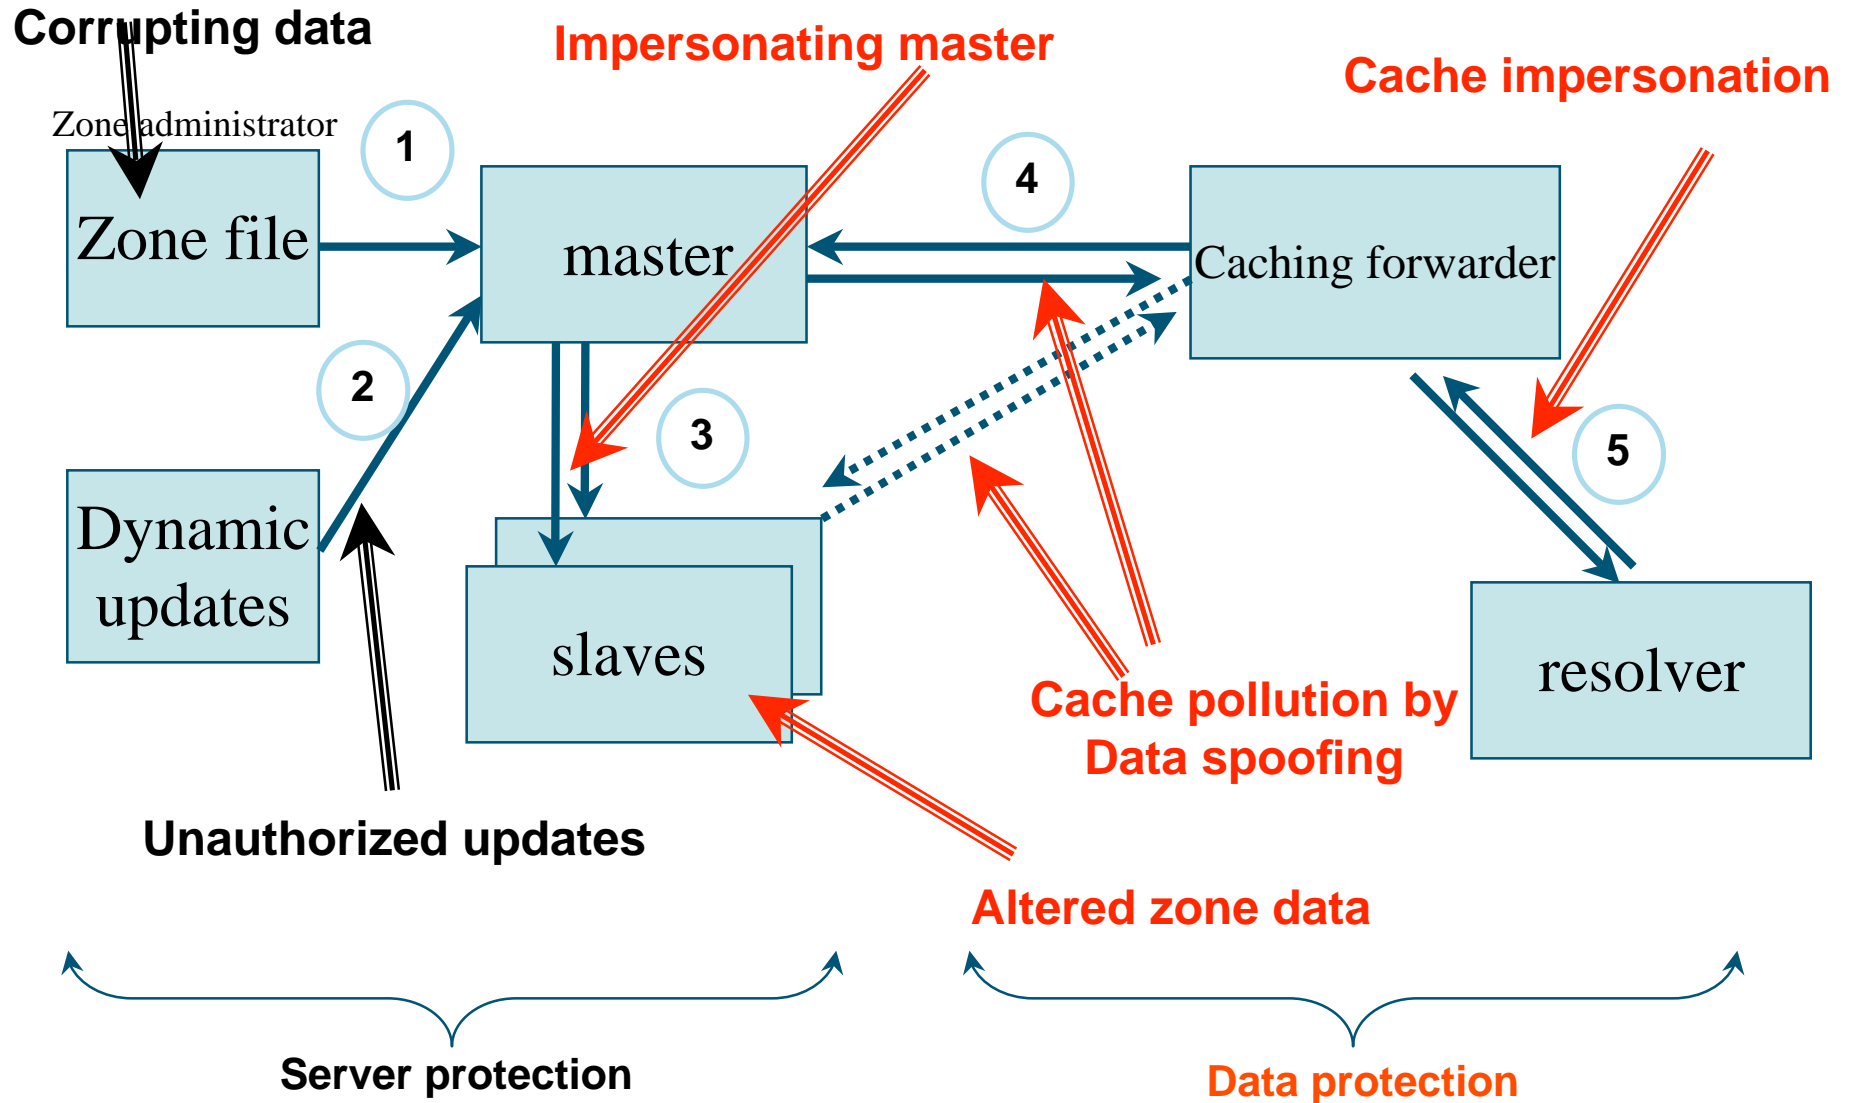 Corrupting data
Impersonating master
Cache impersonation
Zone administrator
1
4
Zone file
master
Caching forwarder
2
3
5
Dynamic
updates
slaves
resolver
Cache pollution by
Data spoofing
Unauthorized updates
Altered zone data
Server protection
Data protection